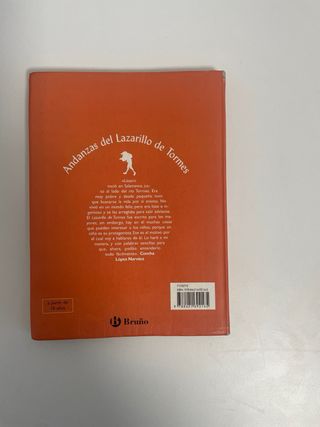 Andanzas del Lazarillo de Tormes
«Lázaro
nació en Salamanca, jun-
to al lado del río Tormes. Era
muy pobre y desde pequeño tuvo
que buscarse la vida por sí mismo. No
vivió en un mundo feliz, pero era listo e in-
genioso y se las arreglaba para salir adelante.
El Lazarillo de Tormes fue escrito para los ma-
yores; sin embargo, hay en él muchas cosas
que pueden interesar a los niños, porque un
niño es su protagonista. Ese es el motivo por
el cual voy a hablaros de él. Lo haré a mi
manera, y con palabras sencillas para
que ahora, podáis entenderlo
todo fácilmente». Concha
López Narváez
a partir de
10 años
Bruño